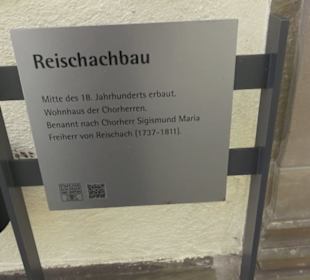 Reischachbau
Mitte des 18. Jahrhunderts erbaut.
Wohnhaus der Chorherren.
Benannt nach Chorherr Sigismund Maria
Freiherr von Reischach (1737-1811).